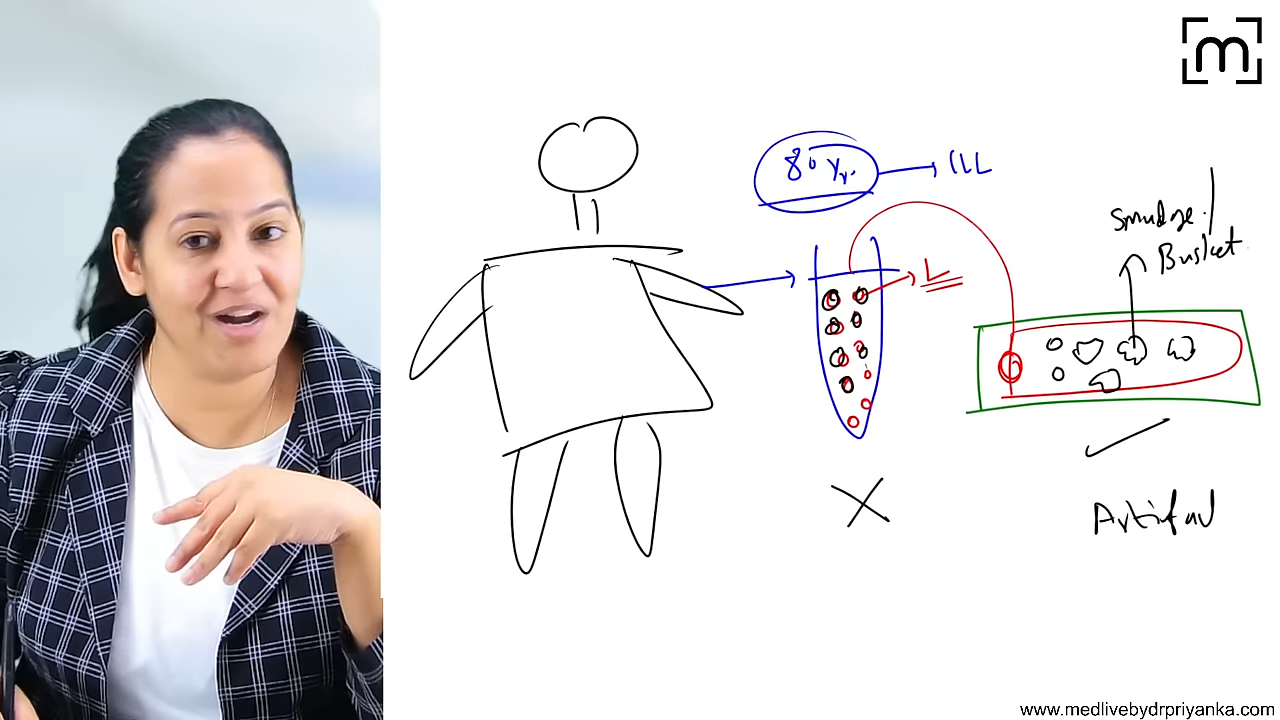 m
80 Yr.
CLL
L
Smudge /
Busket
Artifact
www.medlivebydrpriyanka.com